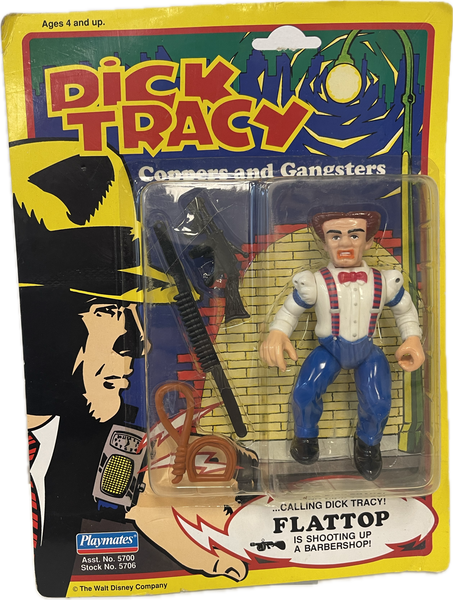 Ages 4 and up.
DiCK
TRACY
Coppers and Gangsters
...CALLING DICK TRACY!
FLATTOP
IS SHOOTING UP
A BARBERSHOP!
Playmates®
Asst. No. 5700
Stock No. 5706
© The Walt Disney Company